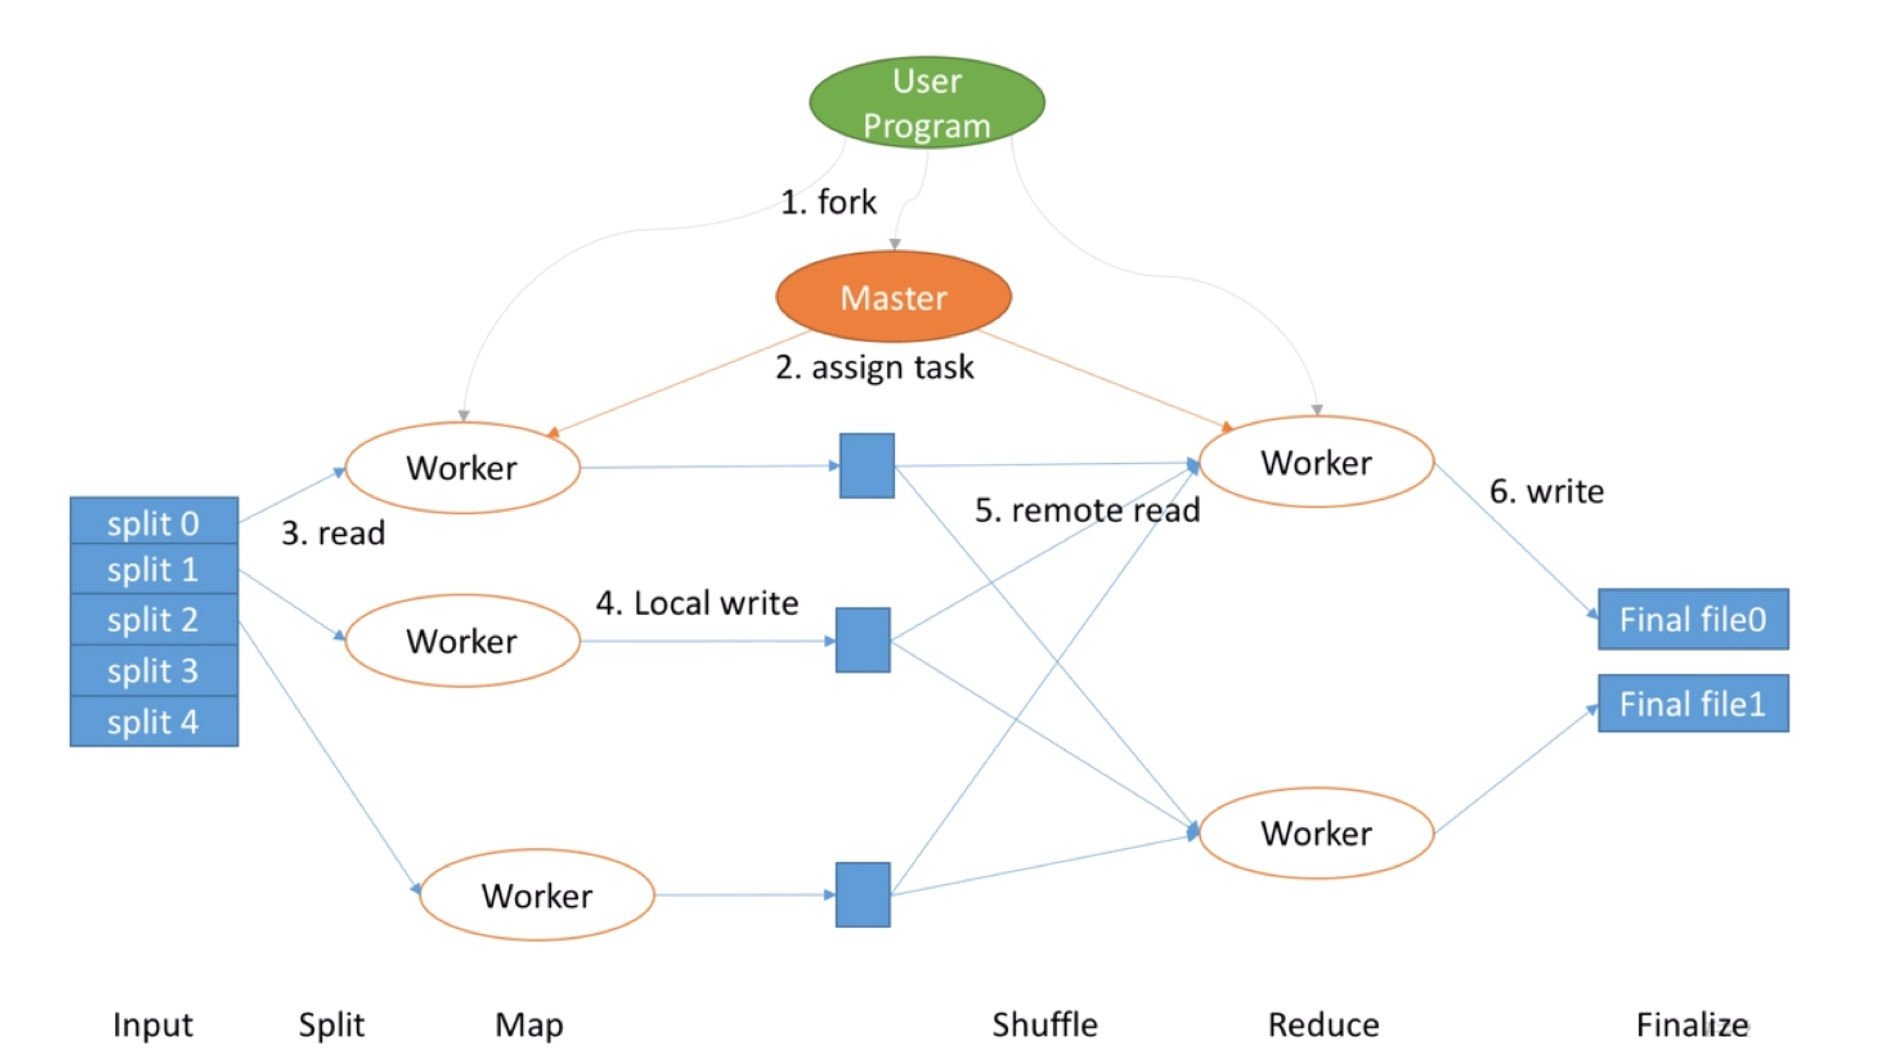 User
Program
1. fork
Master
2. assign task
Worker
Worker
split 0
3. read
5. remote read
6. write
split 1
4. Local write
split 2
Final file0
Worker
split 3
Final file1
split 4
Worker
Worker
Input
Split
Map
Shuffle
Reduce
Finalize